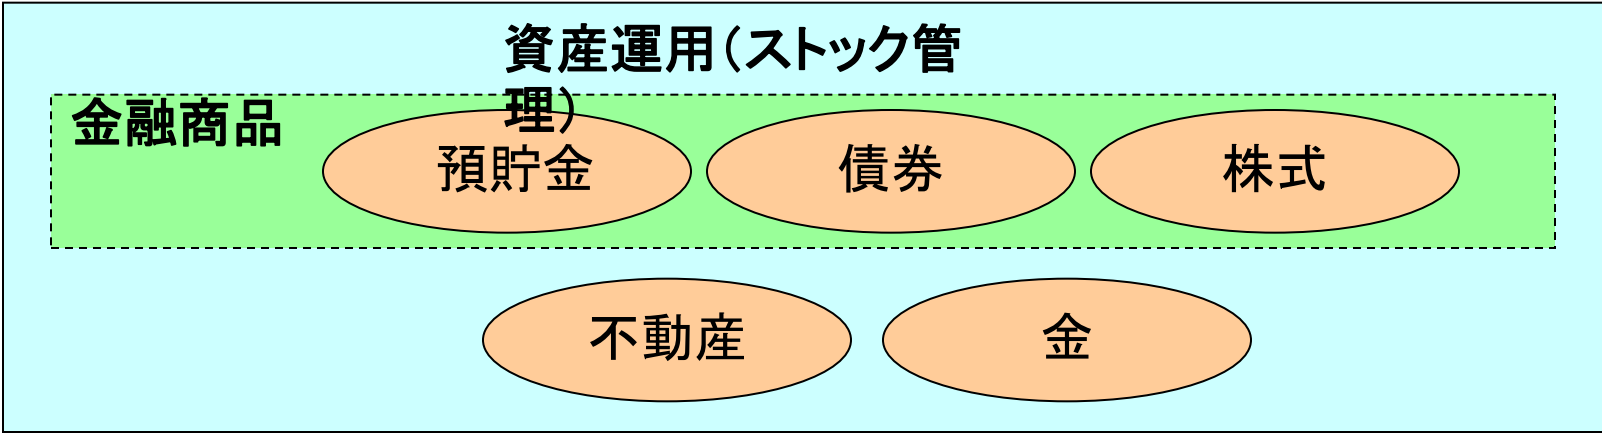 資産運用（ストック管
理）
金融商品
預貯金
債券
株式
不動産
金